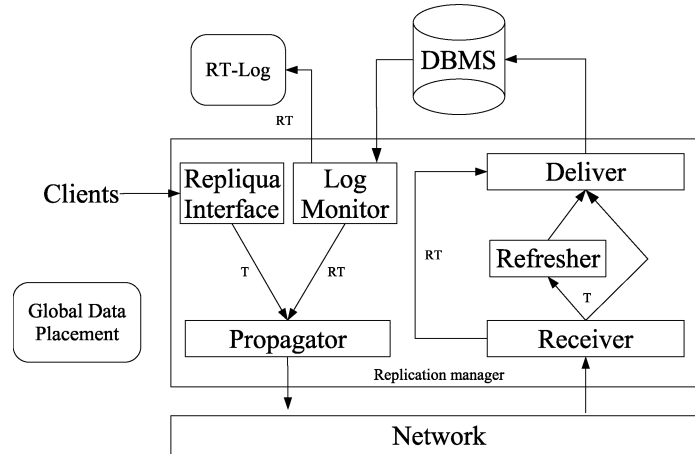 DBMS
RT-Log
RT
Clients
Repliqua
Interface
Log
Monitor
Deliver
RT
Refresher
T
RT
T
Global Data
Placement
Propagator
Receiver
Replication manager
Network